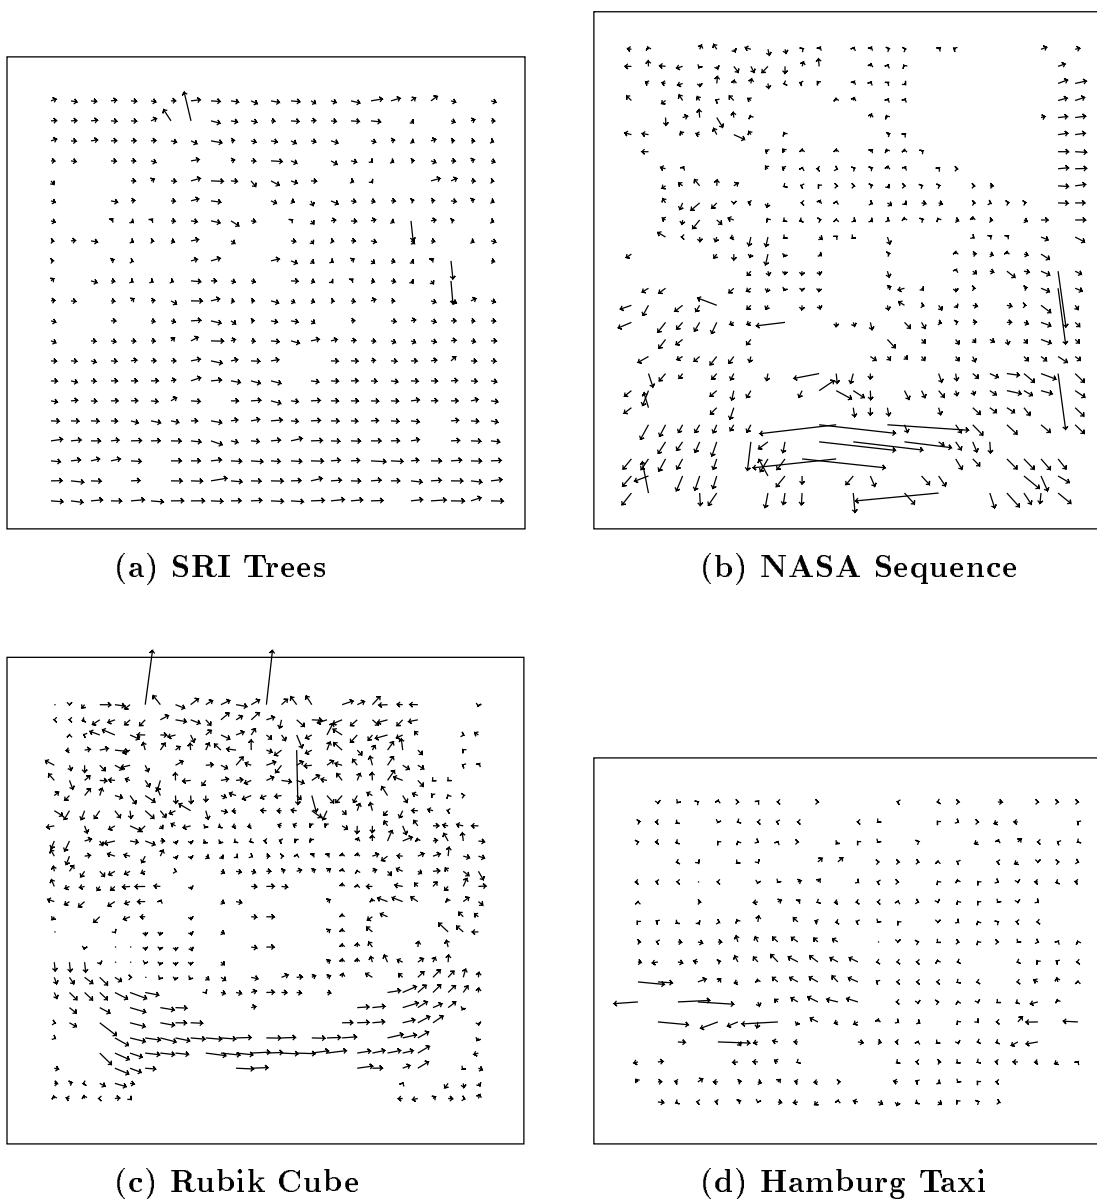 (a) SRI Trees
(b) NASA Sequence
(c) Rubik Cube
(d) Hamburg Taxi